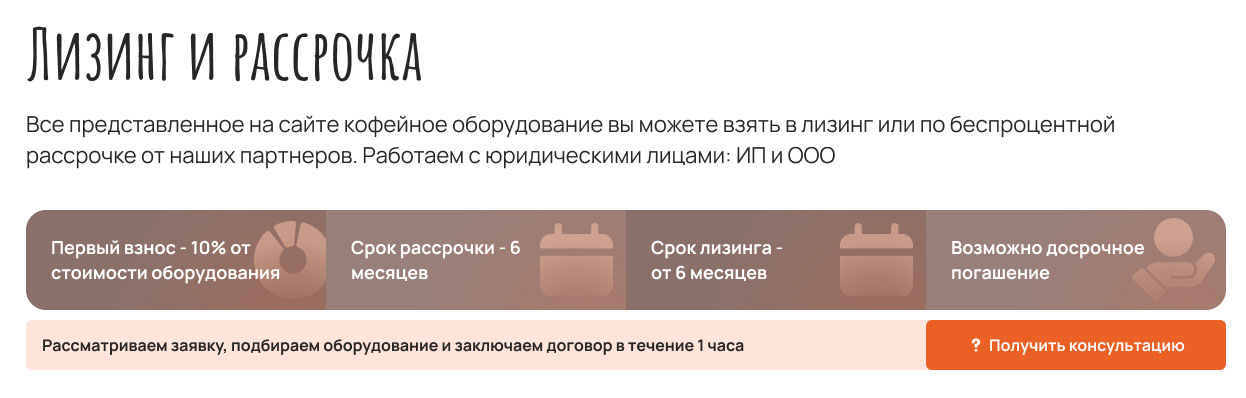 Лизинг и рассрочка
Все представленное на сайте кофейное оборудование вы можете взять в лизинг или по беспроцентной
рассрочке от наших партнеров. Работаем с юридическими лицами: ИП и ООО
Первый взнос - 10% от
стоимости оборудования
Срок рассрочки - 6
месяцев
Срок лизинга -
от 6 месяцев
Возможно досрочное
погашение
Рассматриваем заявку, подбираем оборудование и заключаем договор в течение 1 часа
? Получить консультацию